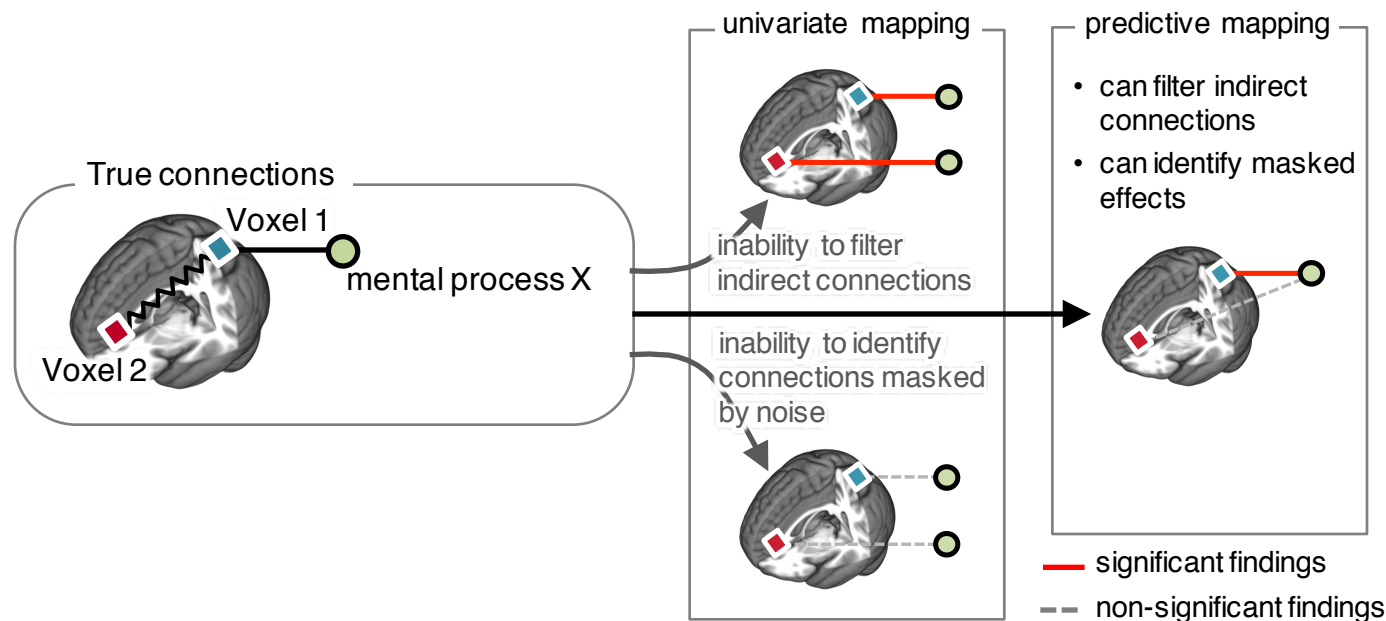 True connections
Voxel 1
mental process X
Voxel 2
univariate mapping
inability to filter
indirect connections
inability to identify
connections masked
by noise
predictive mapping
• can filter indirect
connections
• can identify masked
effects
significant findings
non-significant findings